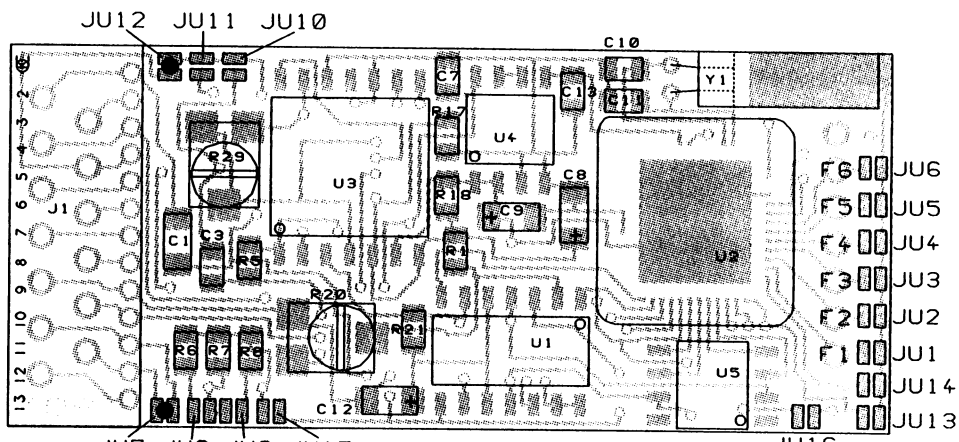 JU12 JU11 JU10
C10
Y1
C7
C13
C11
2
R17
U4
3
R29
4
F6 JU6
5
U3
R18
C8
J1
F5 JU5
6
C9
7
C1
C3
R1
F4 JU4
U2
8
R5
F3 JU3
9
R20
10
R21
F2 JU2
11
R6 R7 R8
U1
F1 JU1
U5
12
JU14
13
C12
JU13